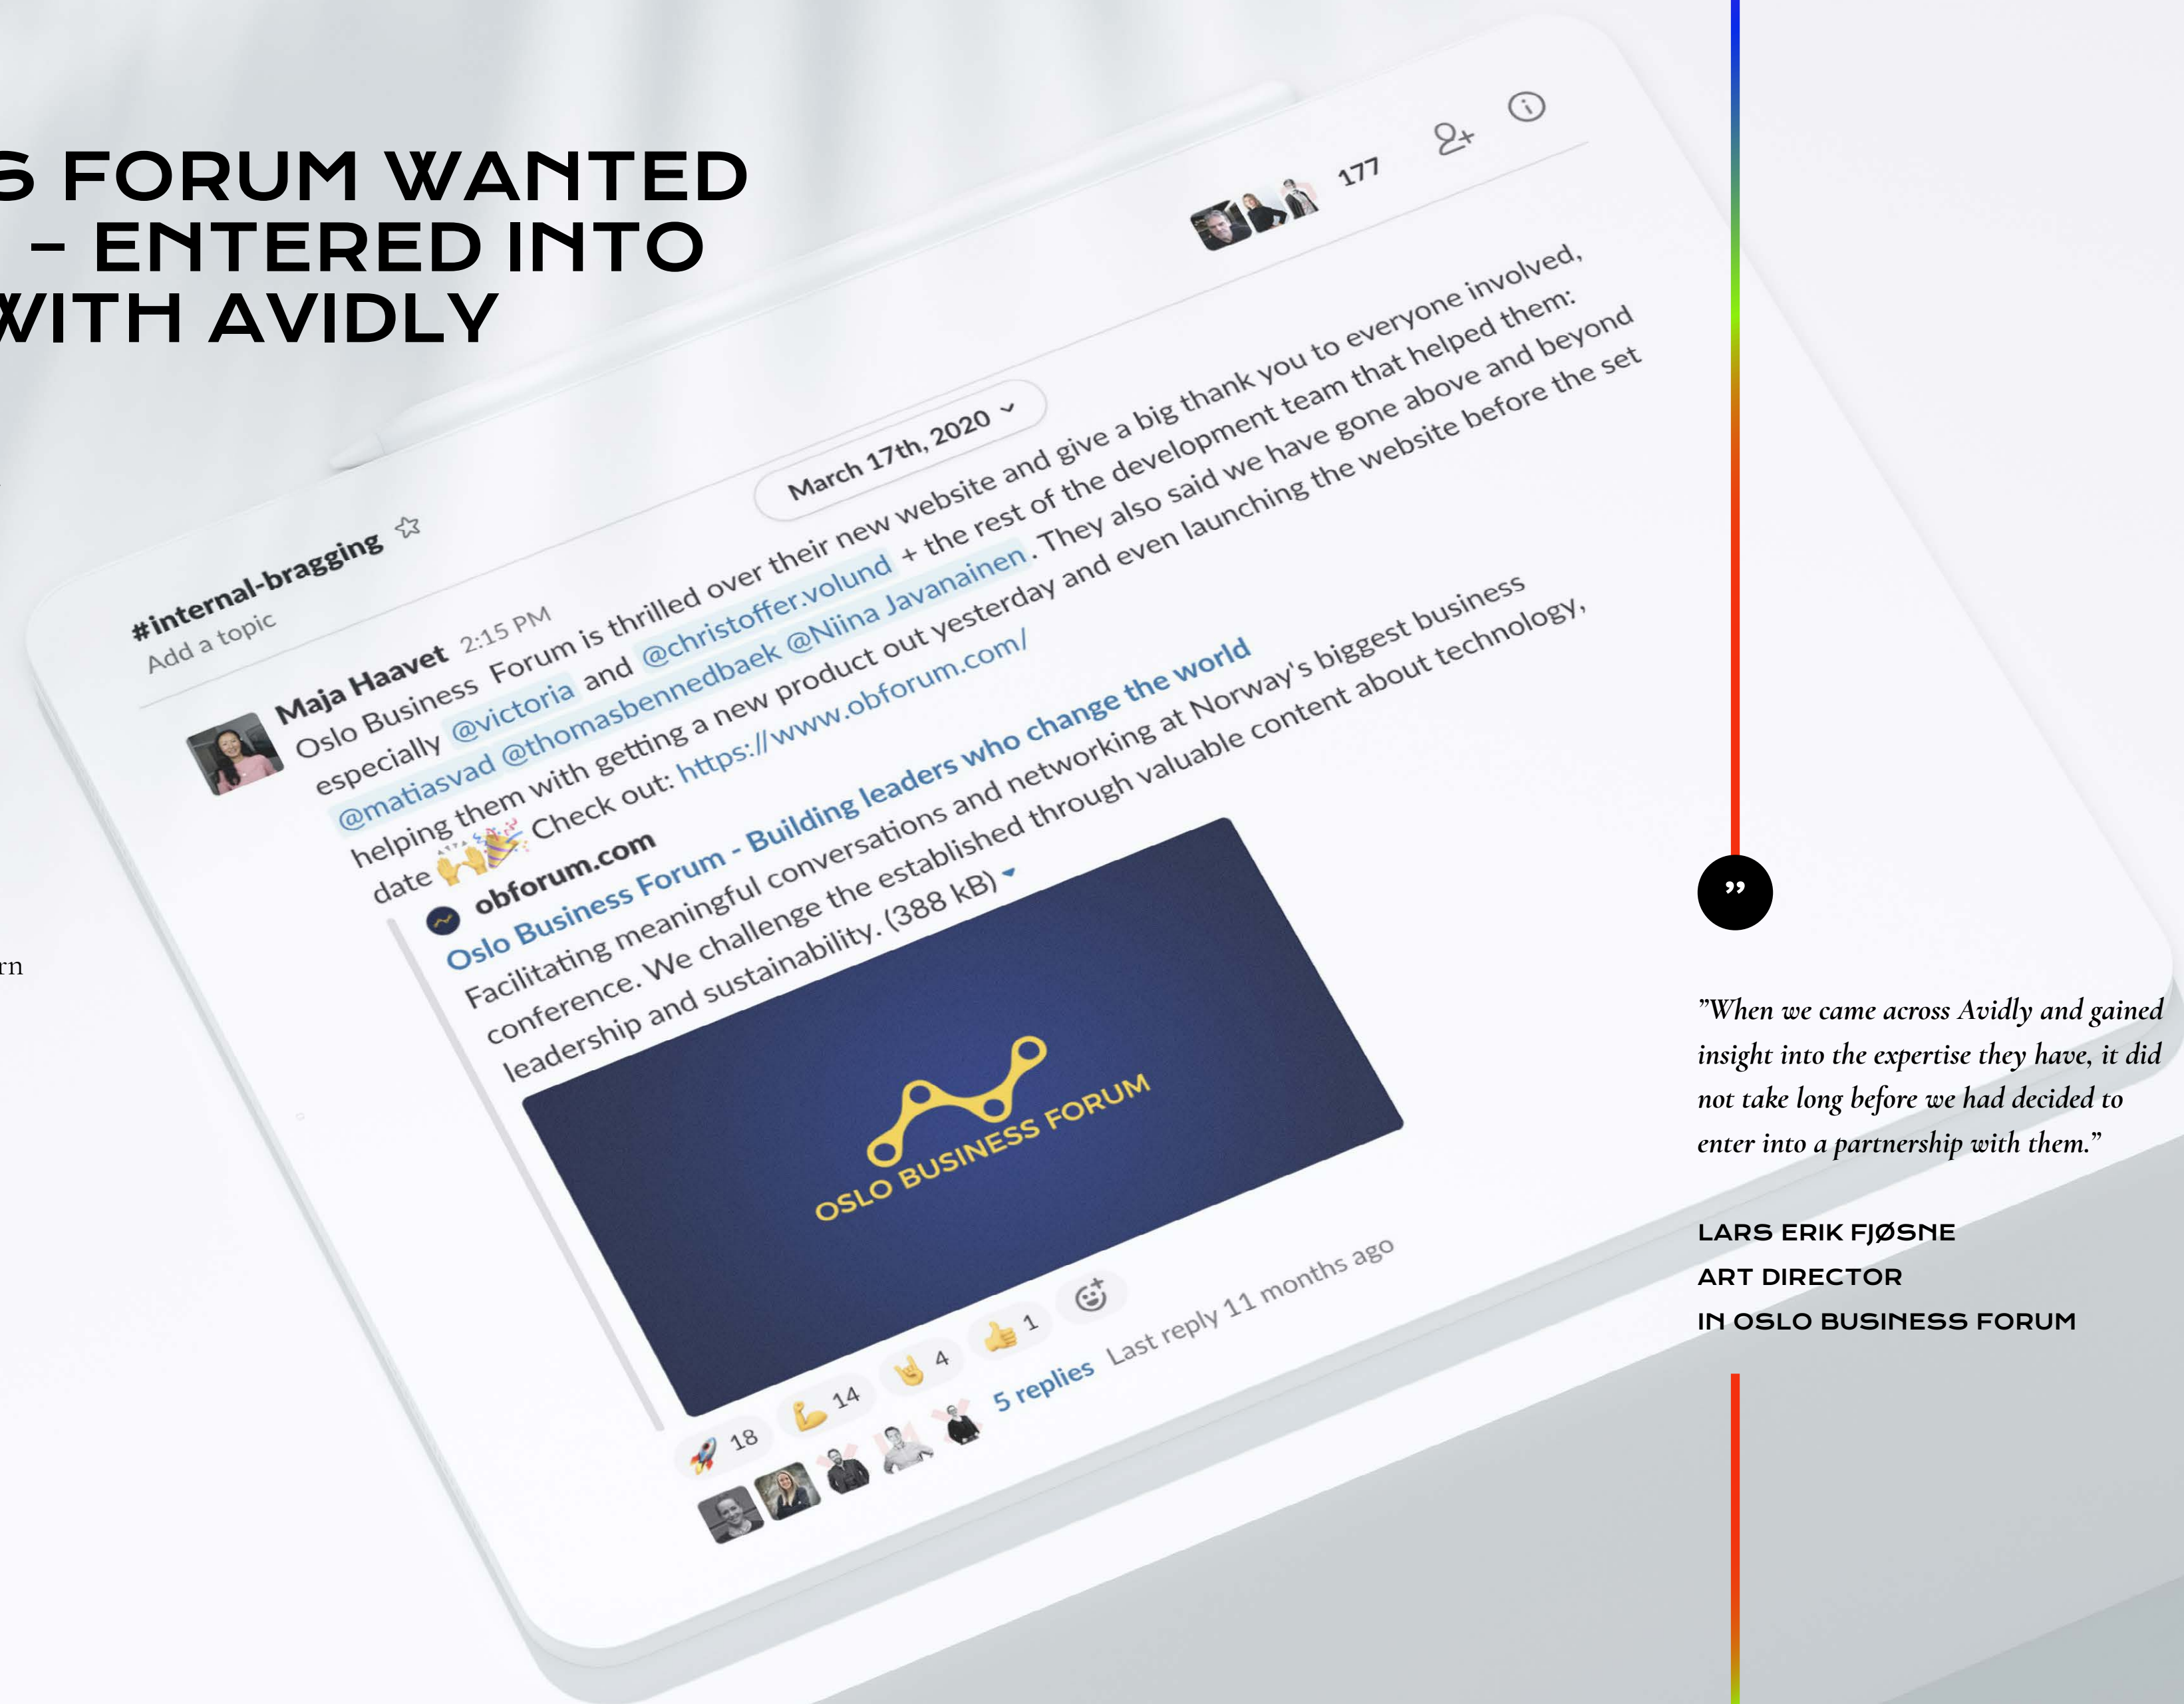 S FORUM WANTED
– ENTERED INTO
WITH AVIDLY
rn
#internal-bragging
Add a topic
177
March 17th, 2020
Maja Haavet 2:15 PM
Oslo Business Forum is thrilled over their new website and give a big thank you to everyone involved,
especially @victoria and @christoffer.volund + the rest of the development team that helped them:
@matiasvad @thomasbennedbaek @Niina Javanainen. They also said we have gone above and beyond
helping them with getting a new product out yesterday and even launching the website before the set
date 🙌🎉 Check out: https://www.obforum.com/
obforum.com
Oslo Business Forum - Building leaders who change the world
Facilitating meaningful conversations and networking at Norway's biggest business
conference. We challenge the established through valuable content about technology,
leadership and sustainability. (388 kB)
OSLO BUSINESS FORUM
🚀 18 💪 14 🤘 4 👍 1
5 replies Last reply 11 months ago
”
”When we came across Avidly and gained
insight into the expertise they have, it did
not take long before we had decided to
enter into a partnership with them.”
LARS ERIK FJØSNE
ART DIRECTOR
IN OSLO BUSINESS FORUM